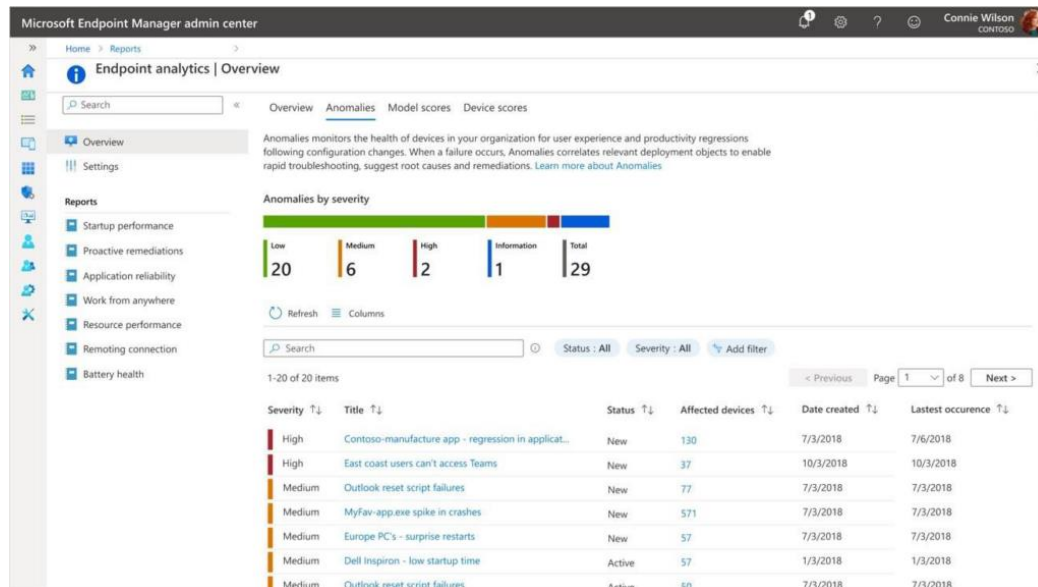 Microsoft Endpoint Manager admin center
1
Connie Wilson
CONTOSO
Home > Reports >
Endpoint analytics | Overview
Search
Overview Anomalies Model scores Device scores
Overview
Settings
Anomalies monitors the health of devices in your organization for user experience and productivity regressions
following configuration changes. When a failure occurs, Anomalies correlates relevant deployment objects to enable
rapid troubleshooting, suggest root causes and remediations. Learn more about Anomalies
Reports
Startup performance
Proactive remediations
Application reliability
Work from anywhere
Resource performance
Remoting connection
Battery health
Anomalies by severity
Low Medium High Information Total
20 6 2 1 29
Refresh Columns
Search Status : All Severity : All Add filter
1-20 of 20 items < Previous Page 1 of 8 Next >
Severity ↑↓ Title ↑↓ Status ↑↓ Affected devices ↑↓ Date created ↑↓ Lastest occurence ↑↓
High Contoso-manufacture app - regression in applicat... New 130 7/3/2018 7/6/2018
High East coast users can't access Teams New 37 10/3/2018 10/3/2018
Medium Outlook reset script failures New 77 7/3/2018 7/3/2018
Medium MyFav-app.exe spike in crashes New 571 7/3/2018 7/3/2018
Medium Europe PC's - surprise restarts New 57 7/3/2018 7/3/2018
Medium Dell Inspiron - low startup time Active 57 1/3/2018 1/3/2018
Medium Outlook reset script failures Active 50 7/3/2018 7/3/2018